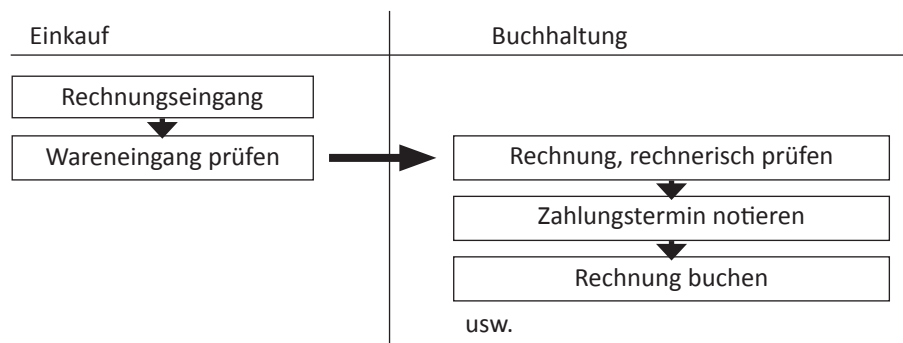 Einkauf
Buchhaltung
Rechnungseingang
Wareneingang prüfen
Rechnung, rechnerisch prüfen
Zahlungstermin notieren
Rechnung buchen
usw.